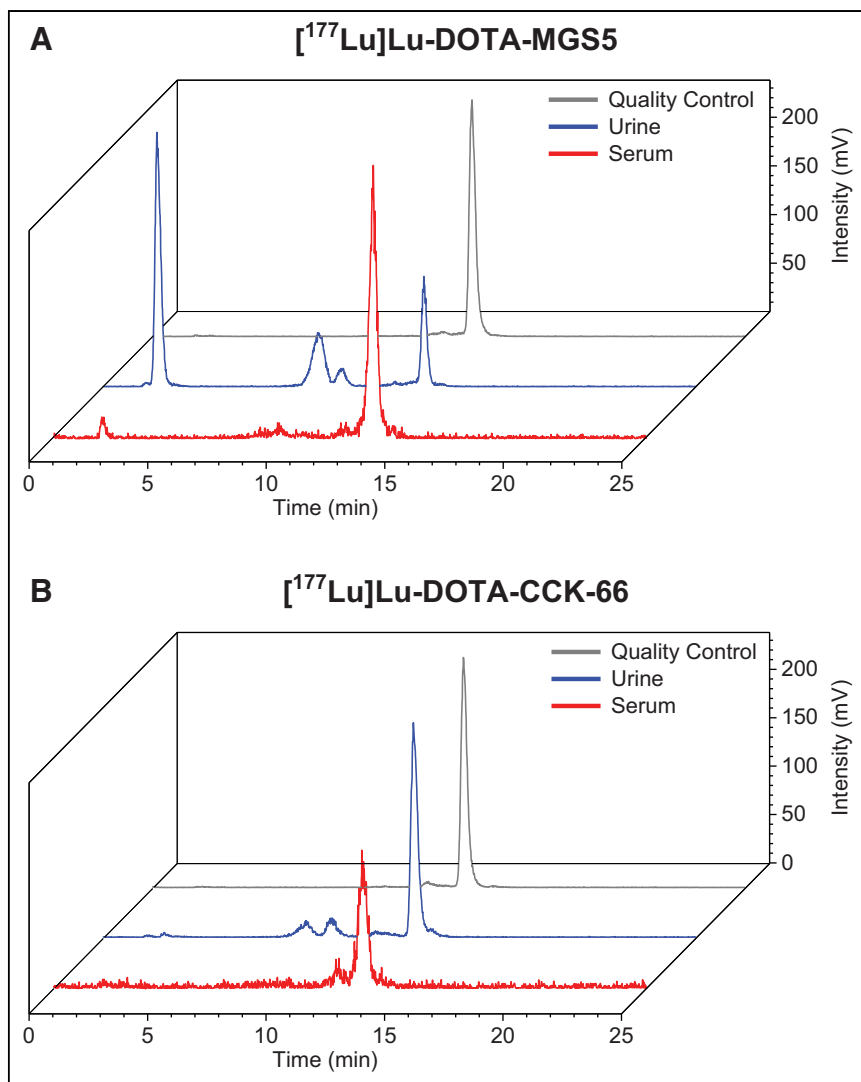 A
[¹⁷⁷Lu]Lu-DOTA-MGS5
Quality Control
Urine
Serum
200
150
100
50
Intensity (mV)
0 5 10 15 20 25
Time (min)
B
[¹⁷⁷Lu]Lu-DOTA-CCK-66
Quality Control
Urine
Serum
200
150
100
50
0
Intensity (mV)
0 5 10 15 20 25
Time (min)